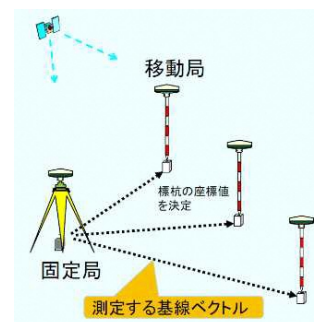 移動局
標杭の座標値
を決定
固定局
測定する基線ベクトル